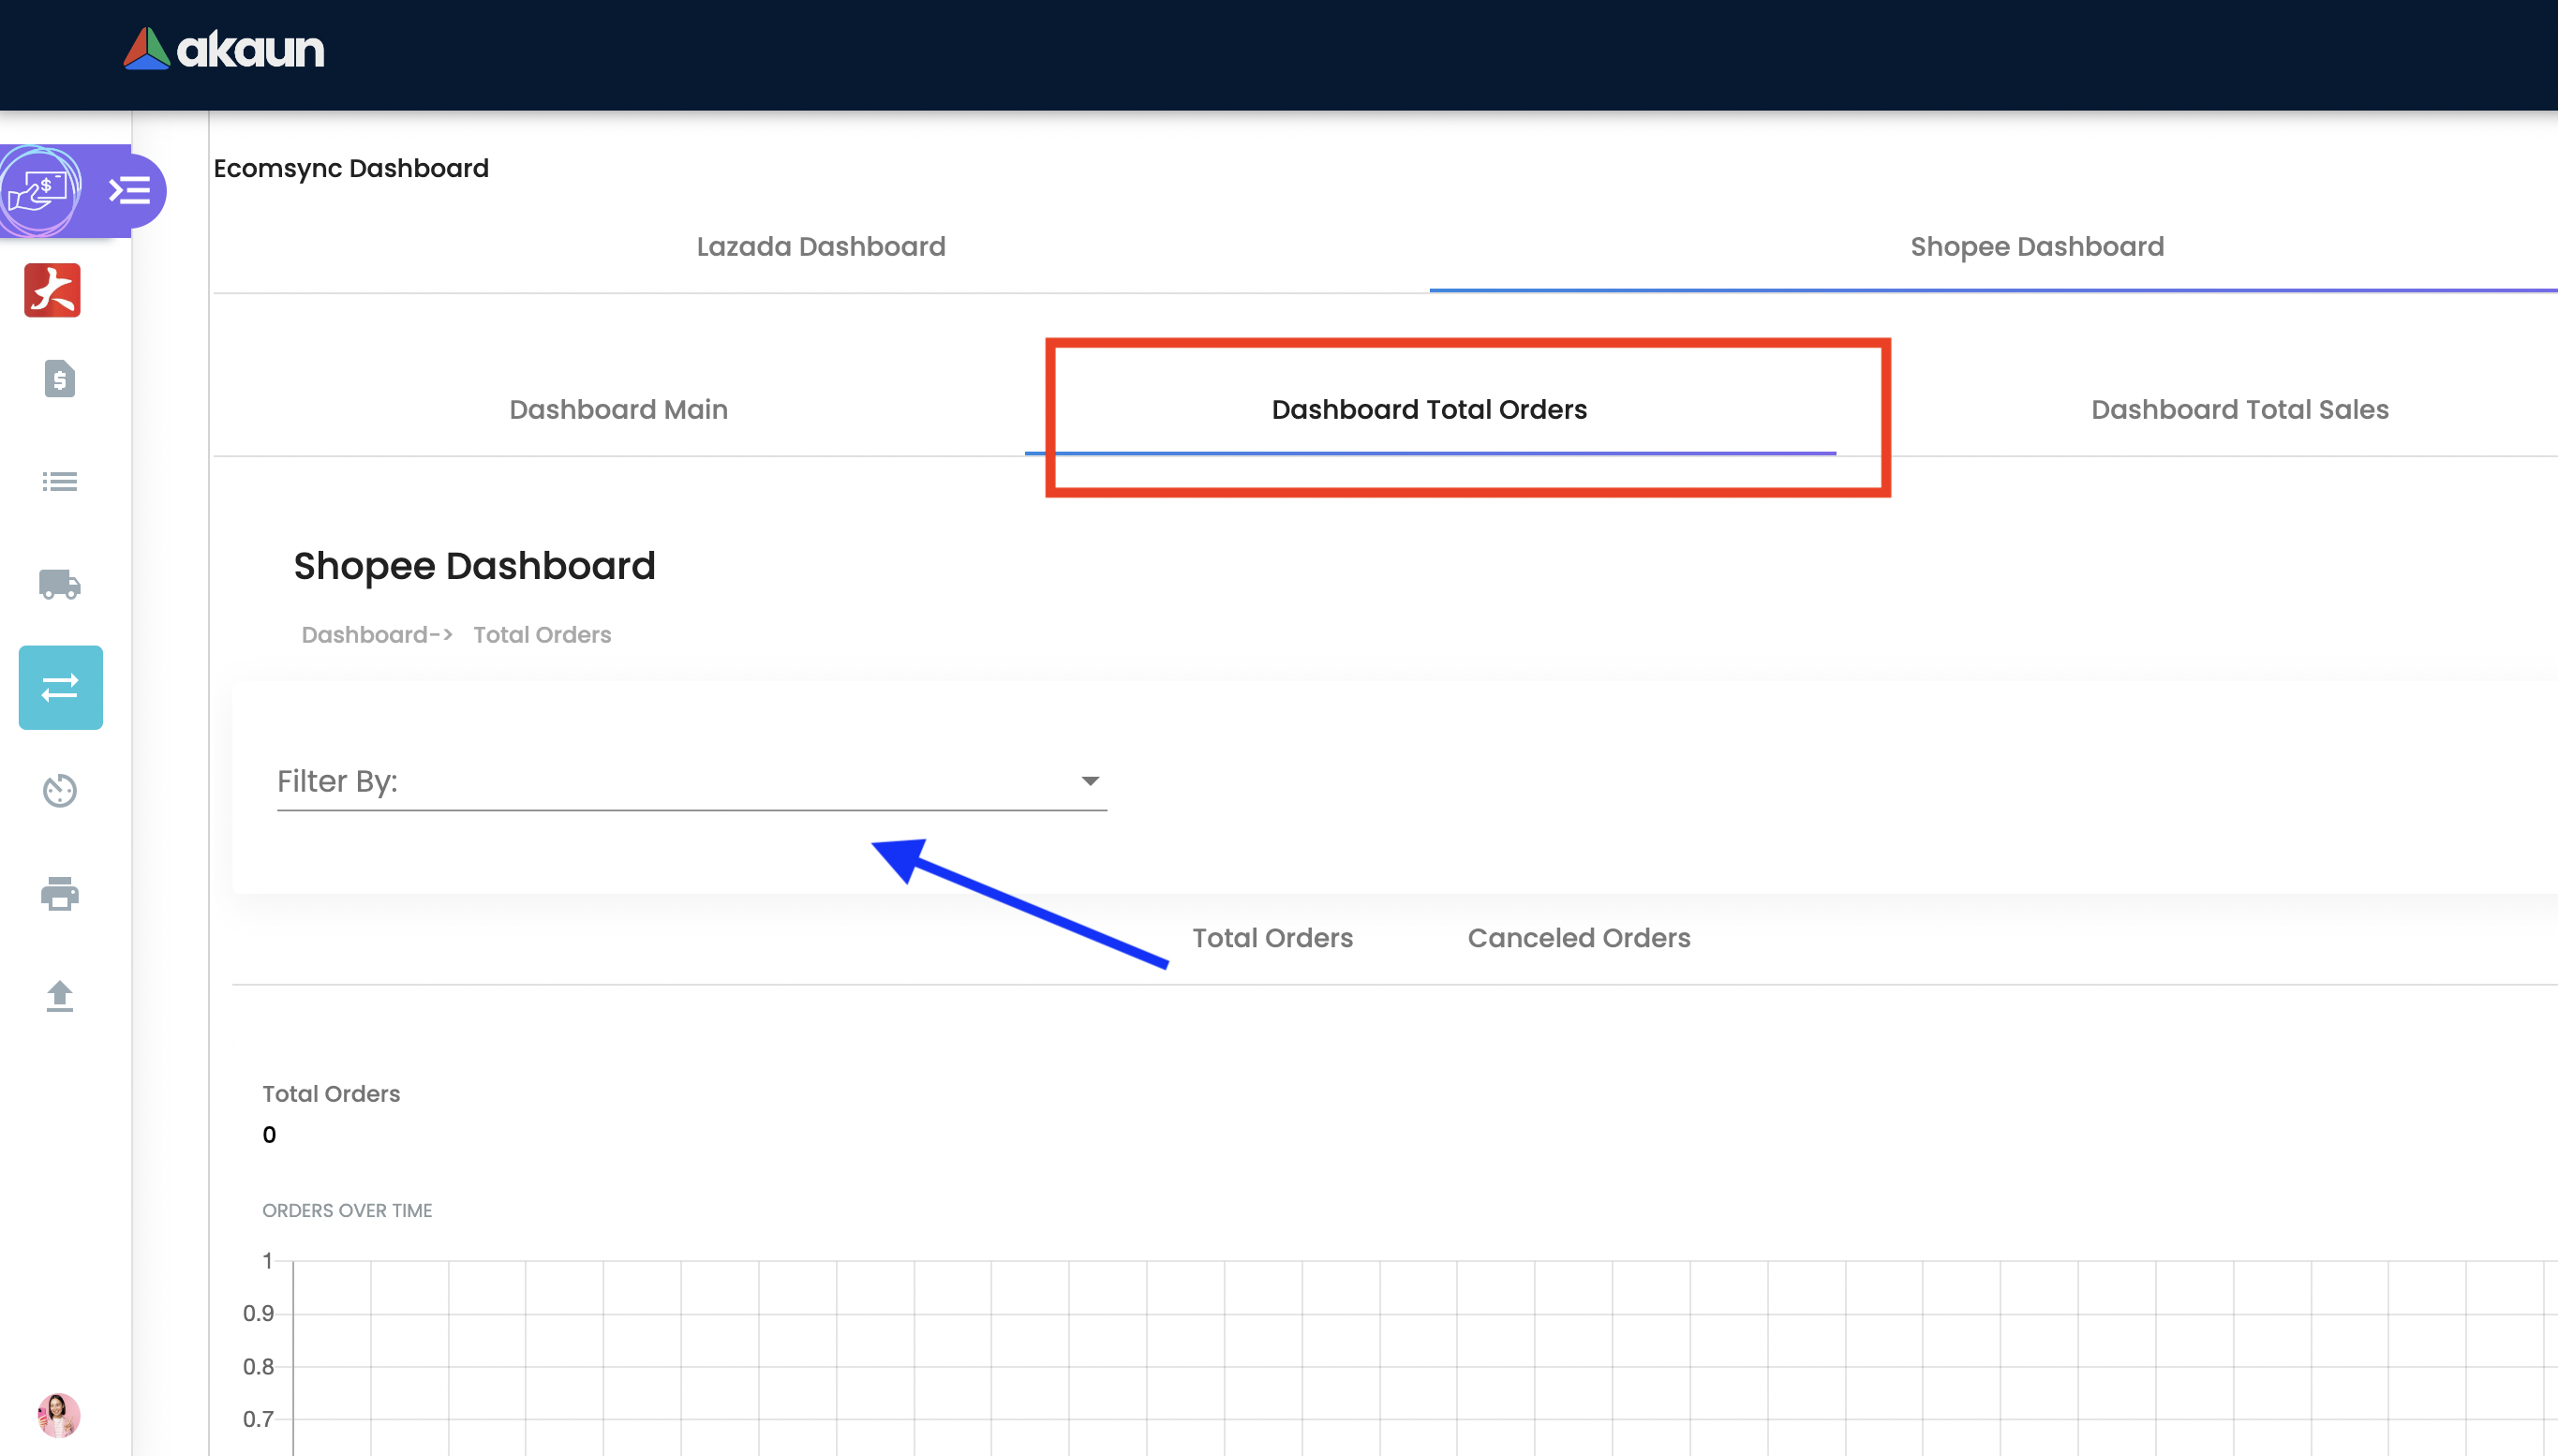 akaun
Ecomsync Dashboard
Lazada Dashboard
Shopee Dashboard
Dashboard Main
Dashboard Total Orders
Dashboard Total Sales
Shopee Dashboard
Dashboard-> Total Orders
Filter By:
Total Orders
Canceled Orders
Total Orders
0
ORDERS OVER TIME
1
0.9
0.8
0.7